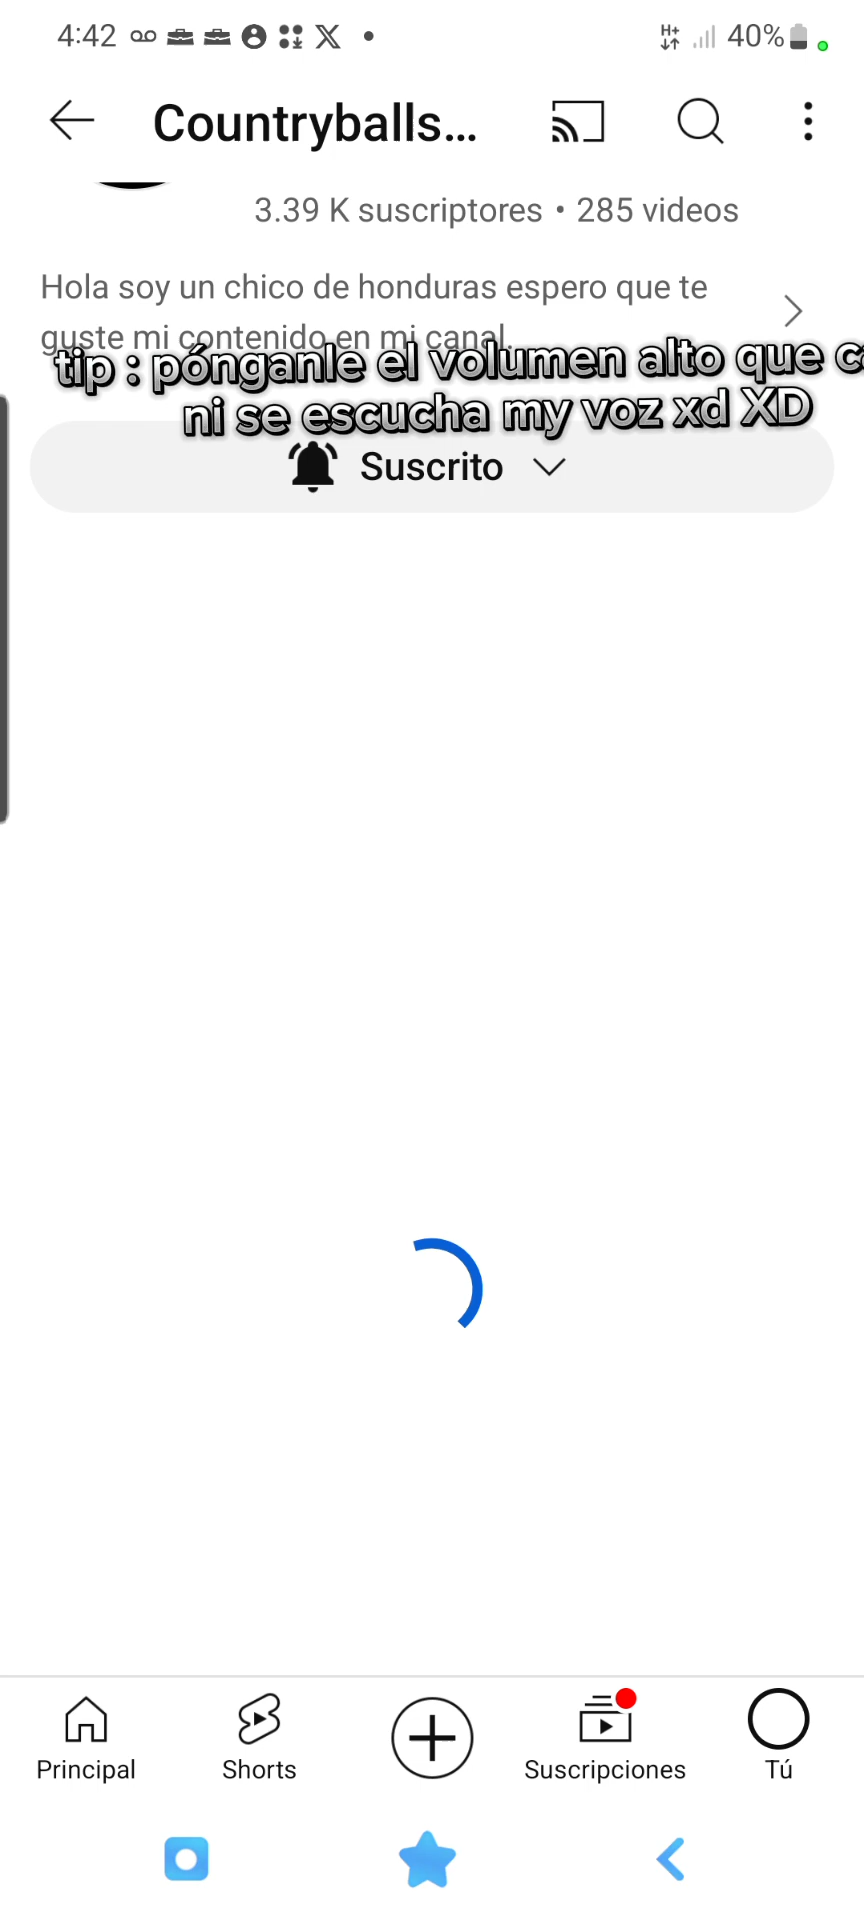 4:42
H+
40%
Countryballs...
3.39 K suscriptores • 285 videos
Hola soy un chico de honduras espero que te
guste mi contenido en mi canal.
tip : pónganle el volumen alto que
ni se escucha my voz xd XD
Suscrito
Principal
Shorts
Suscripciones
Tú